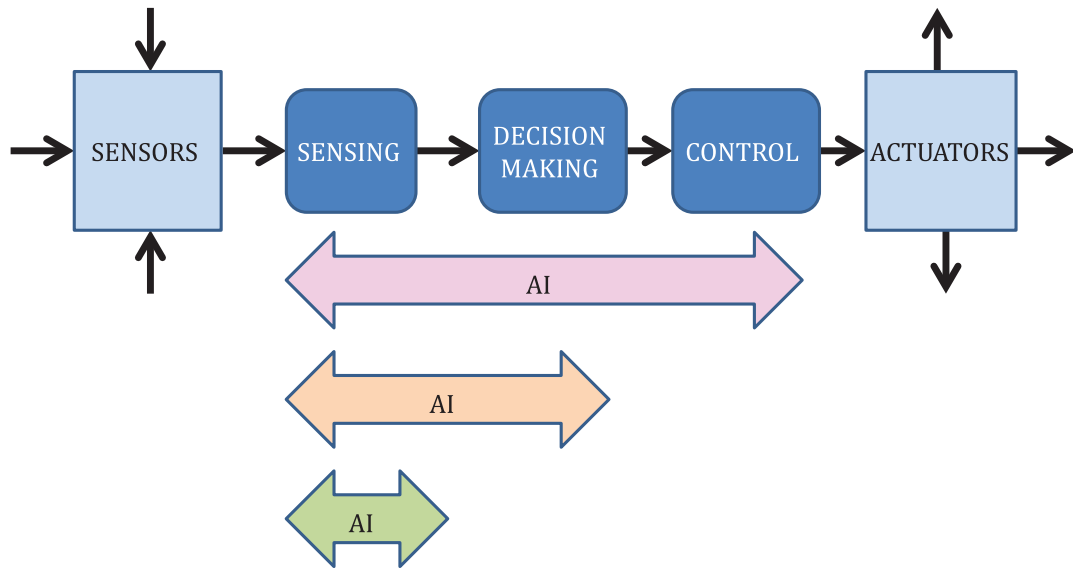 SENSORS
SENSING
DECISION
MAKING
CONTROL
ACTUATORS
AI
AI
AI